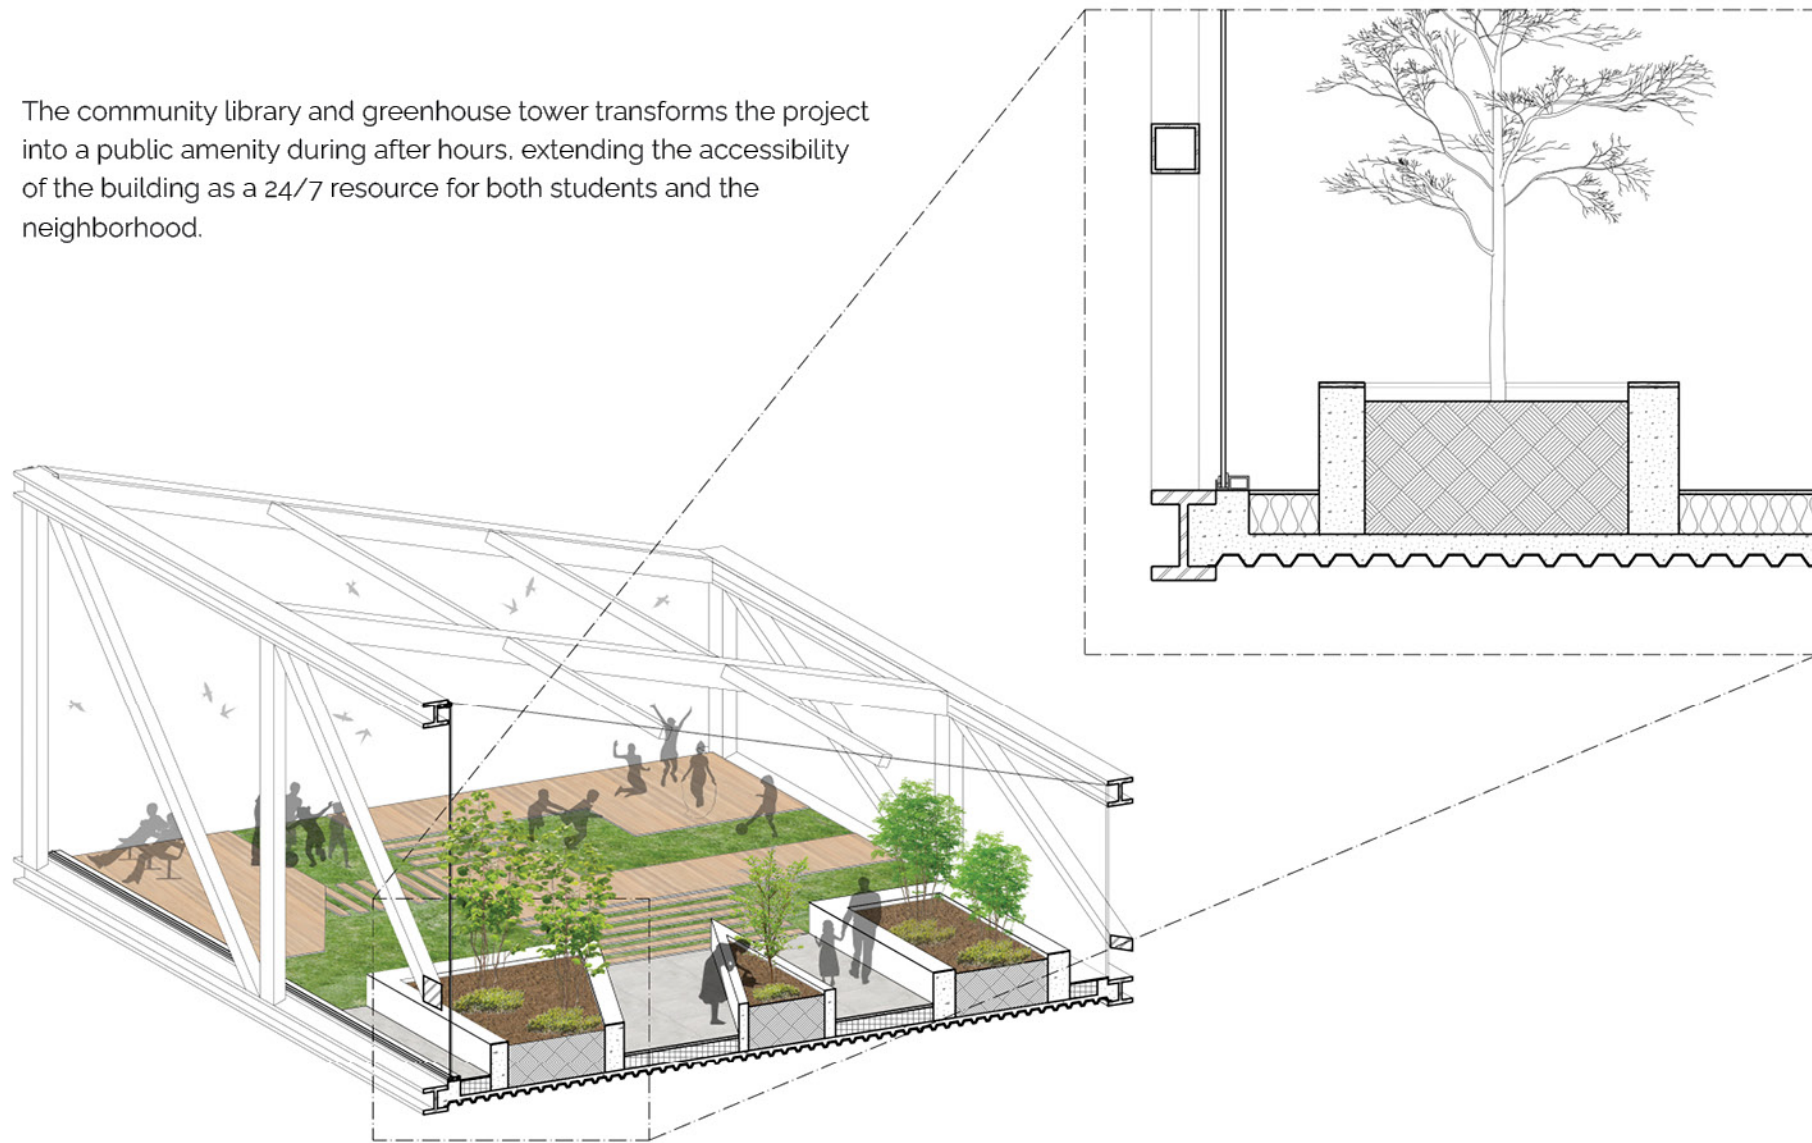 The community library and greenhouse tower transforms the project
into a public amenity during after hours, extending the accessibility
of the building as a 24/7 resource for both students and the
neighborhood.